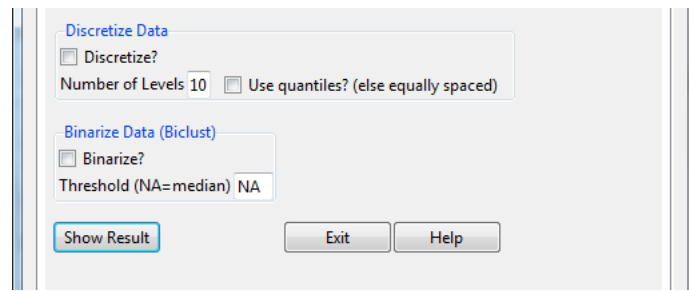 Discretize Data
Discretize?
Number of Levels 10 Use quantiles? (else equally spaced)
Binarize Data (Biclust)
Binarize?
Threshold (NA=median) NA
Show Result Exit Help